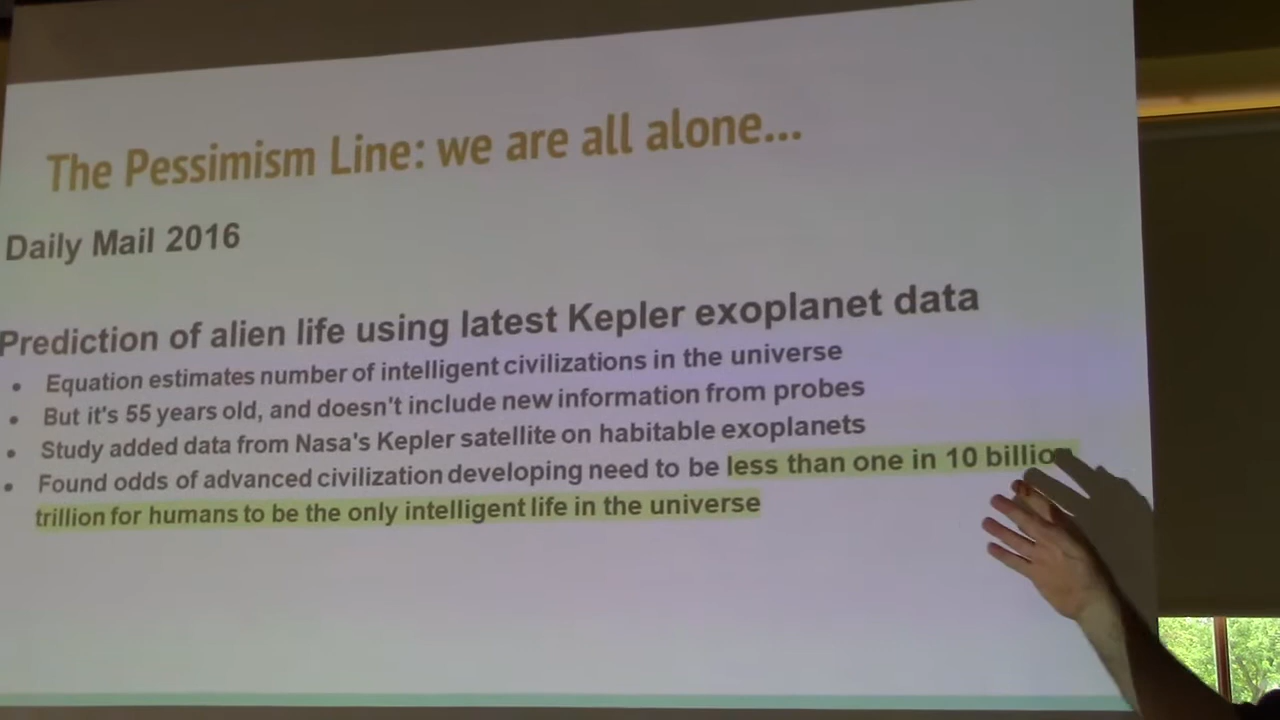 The Pessimism Line: we are all alone...
Daily Mail 2016
Prediction of alien life using latest Kepler exoplanet data
• Equation estimates number of intelligent civilizations in the universe
• But it's 55 years old, and doesn't include new information from probes
• Study added data from Nasa's Kepler satellite on habitable exoplanets
• Found odds of advanced civilization developing need to be less than one in 10 billion
trillion for humans to be the only intelligent life in the universe